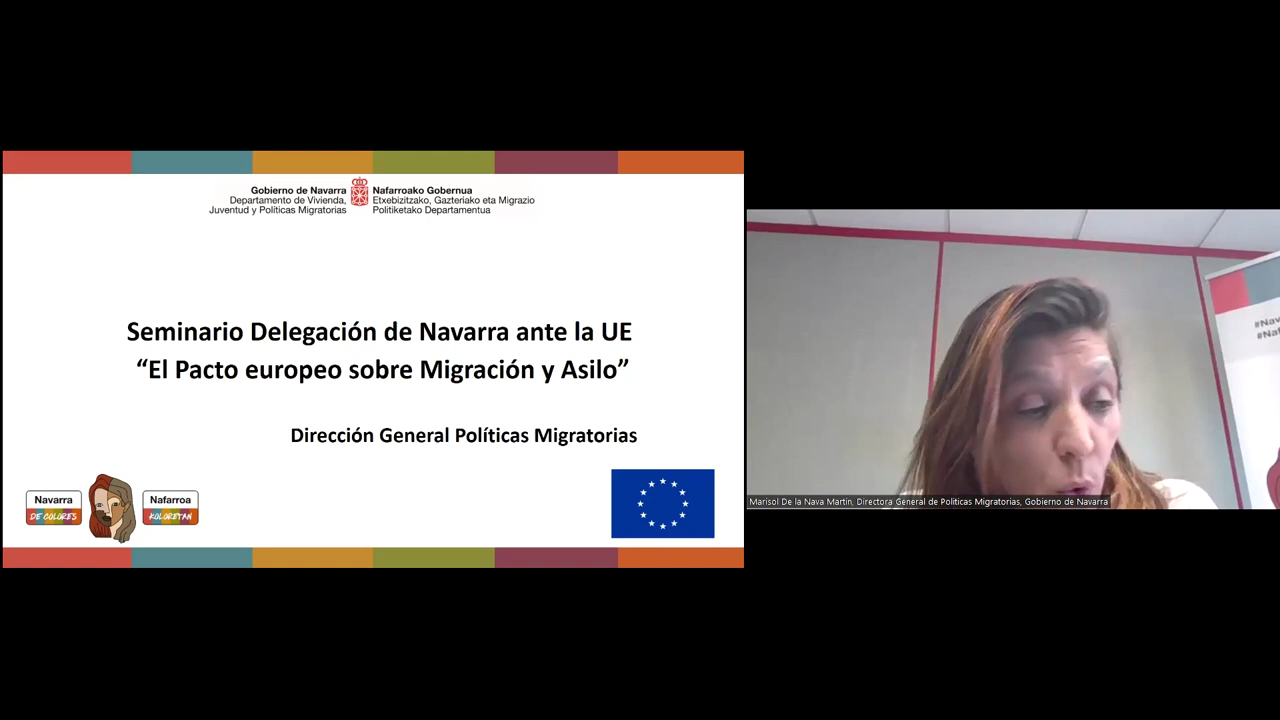 Gobierno de Navarra
Departamento de Vivienda,
Juventud y Políticas Migratorias
Nafarroako Gobernua
Etxebizitzako, Gazteriako eta Migrazio
Politiketako Departamentua
Seminario Delegación de Navarra ante la UE
“El Pacto europeo sobre Migración y Asilo”
Dirección General Políticas Migratorias
Navarra
DE COLORES
Nafarroa
KOLORETAN
#Nav
#Naf
Marisol De la Nava Martín, Directora General de Políticas Migratorias, Gobierno de Navarra